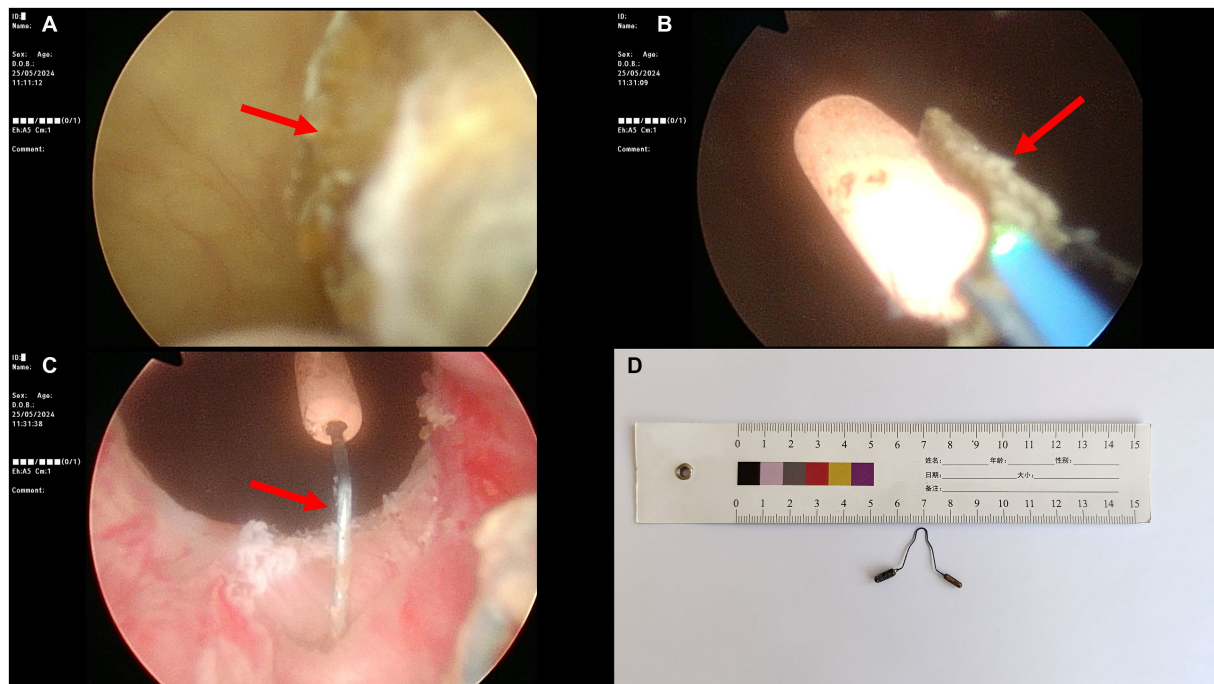 A
ID:
Name:
Sex: Age:
D.O.B.:
25/05/2024
11:11:12
■■■/■■■(0/1)
Eh:A5 Cm:1
Comment:
B
ID:
Name:
Sex: Age:
D.O.B.:
25/05/2024
11:31:09
■■■/■■■(0/1)
Eh:A5 Cm:1
Comment:
C
ID:
Name:
Sex: Age:
D.O.B.:
25/05/2024
11:31:38
■■■/■■■(0/1)
Eh:A5 Cm:1
Comment:
D
0 1 2 3 4 5 6 7 8 9 10 11 12 13 14 15
姓名: 年龄: 性别:
日期: 大小:
备注:
0 1 2 3 4 5 6 7 8 9 10 11 12 13 14 15